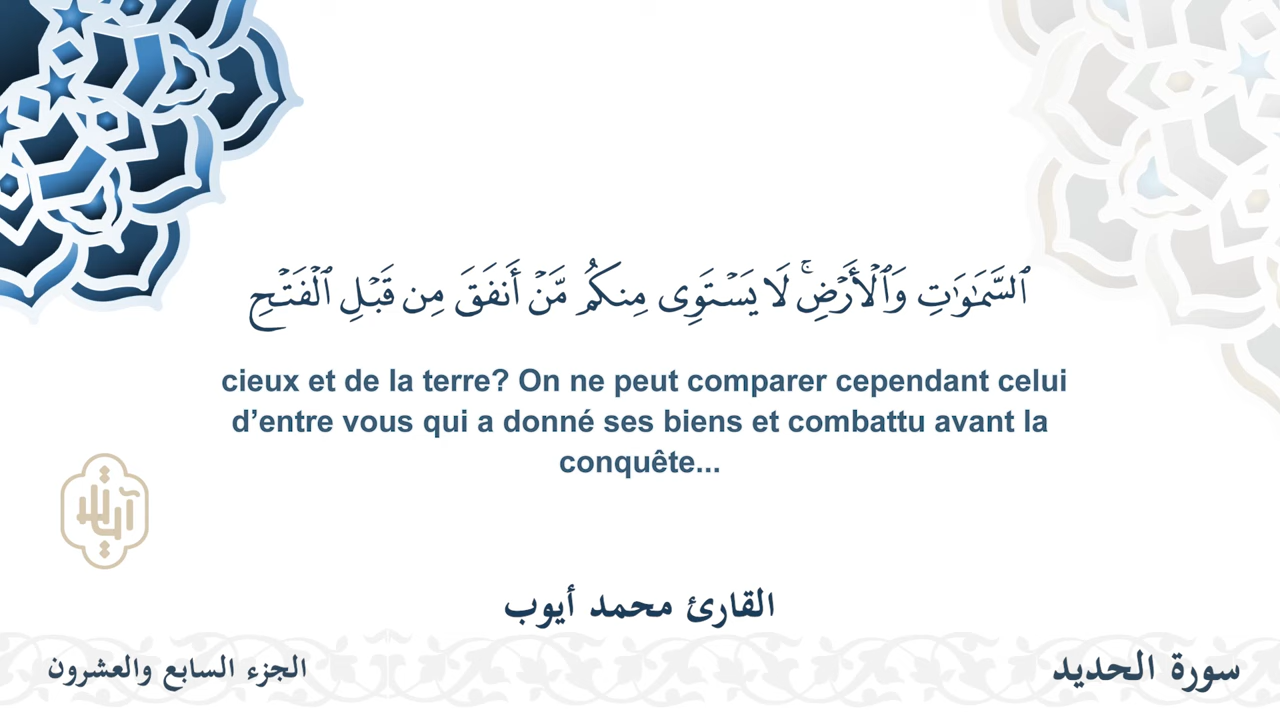 ٱلسَّمَٰوَٰتِ وَٱلْأَرْضِۚ لَا يَسْتَوِى مِنكُم مَّنْ أَنفَقَ مِن قَبْلِ ٱلْفَتْحِ
cieux et de la terre? On ne peut comparer cependant celui
d’entre vous qui a donné ses biens et combattu avant la
conquête...
آيات
القارئ محمد أيوب
سورة الحديد
الجزء السابع والعشرون